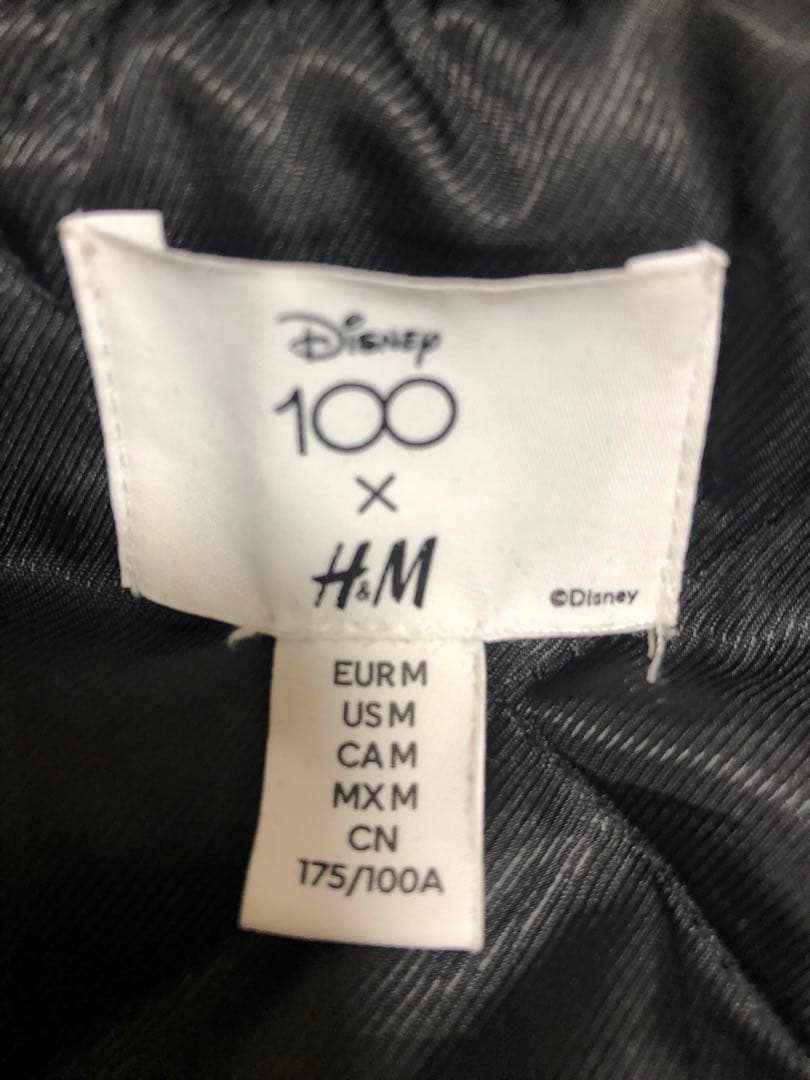 Disney
100
×
H&M
©Disney
EUR M
US M
CA M
MX M
CN
175/100A